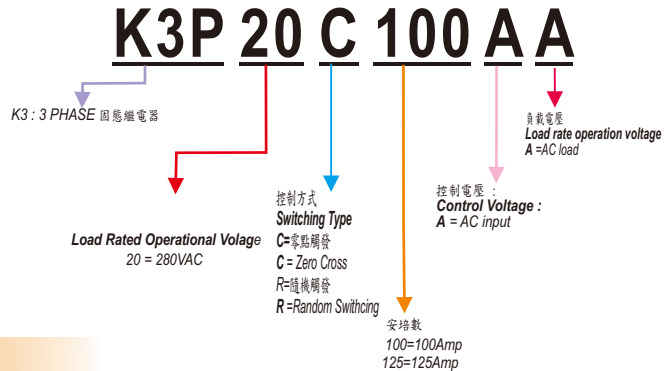 K3P 20 C 100 A A
K3 : 3 PHASE 固態繼電器
Load Rated Operational Volage
20 = 280VAC
控制方式
Switching Type
C=零點觸發
C = Zero Cross
R=隨機觸發
R =Random Swithcing
安培數
100=100Amp
125=125Amp
控制電壓 :
Control Voltage :
A = AC input
負載電壓
Load rate operation voltage
A =AC load